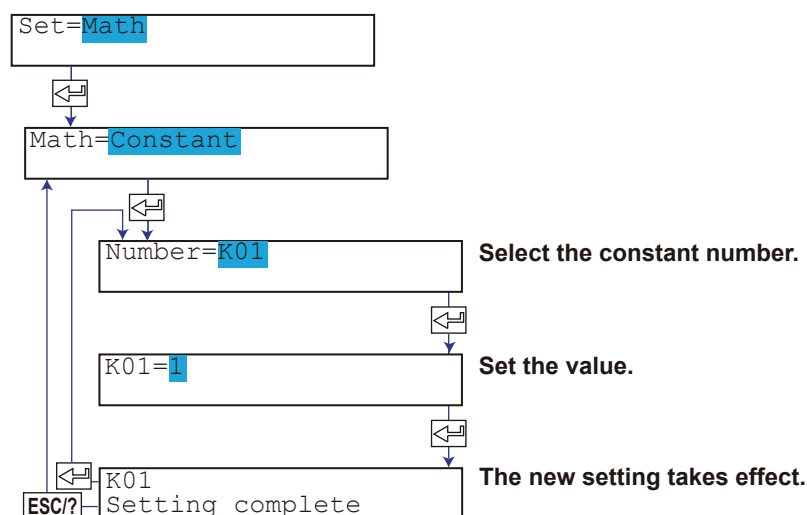 Set=Math
Math=Constant
Number=K01 Select the constant number.
K01=1 Set the value.
K01 The new setting takes effect.
ESC/? Setting complete